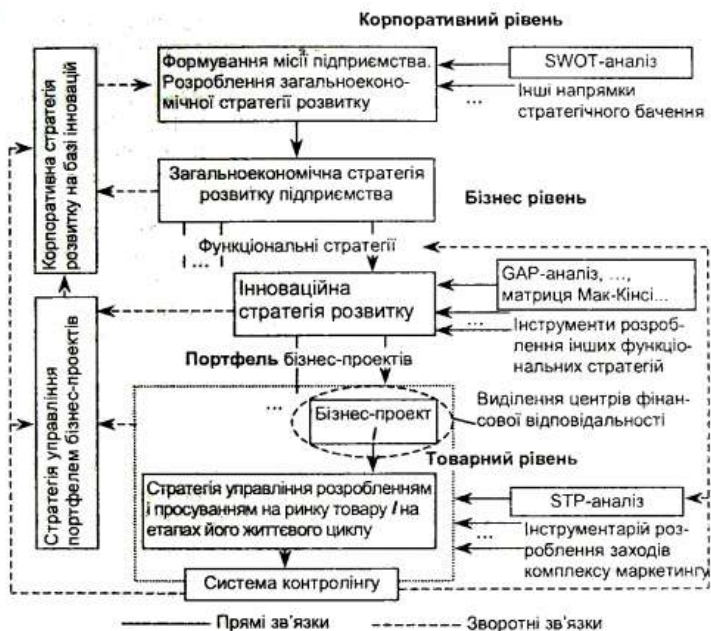 Корпоративний рівень
Формування місії підприємства.
Розроблення загальноеконо-
мічної стратегії розвитку
SWOT-аналіз
... Інші напрямки
стратегічного бачення
Корпоративна стратегія
розвитку на базі інновацій
Загальноекономічна стратегія
розвитку підприємства
Бізнес рівень
Функціональні стратегії
...
Інноваційна
стратегія розвитку
GAP-аналіз, ...,
матриця Мак-Кінсі...
... Інструменти розроб-
лення інших функціо-
нальних стратегій
Портфель бізнес-проектів
Стратегія управління
портфелем бізнес-проектів
...
Бізнес-проект
Виділення центрів фінан-
сової відповідальності
Товарний рівень
Стратегія управління розробленням
і просуванням на ринку товару і на
етапах його життєвого циклу
STP-аналіз
... Інструментарій роз-
роблення заходів
комплексу маркетингу
Система контролінгу
Прямі зв'язки
Зворотні зв'язки